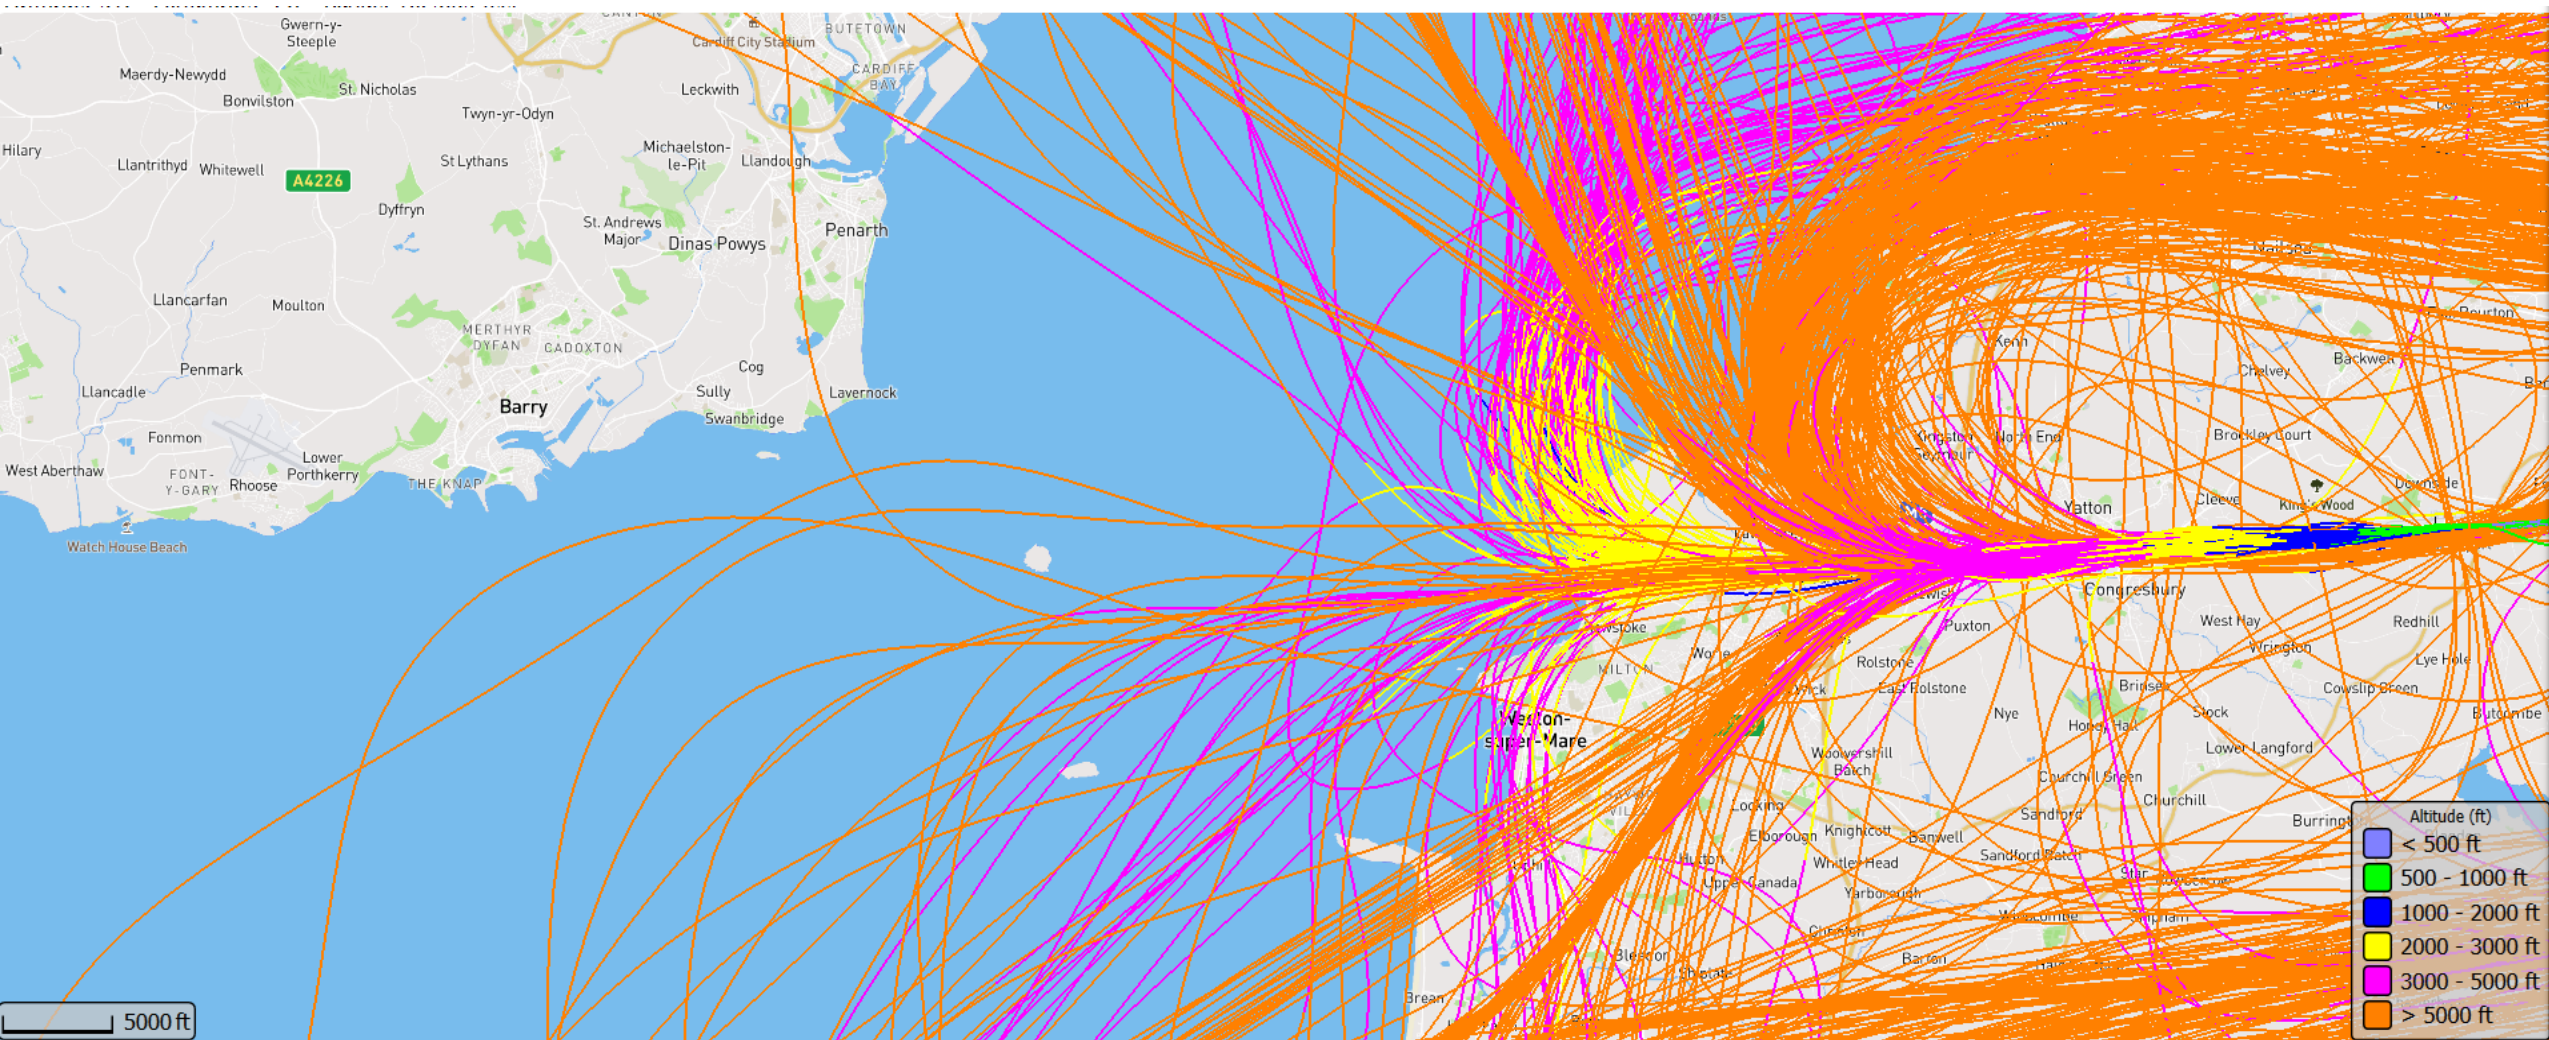 Gwern-y-
Steeple
Cardiff City Stadium
BUTETOWN
CARDIFF
BAY
Maerdy-Newydd
St. Nicholas
Leckwith
Bonvilston
Twyn-yr-Odyn
Hilary
Llantrithyd
Whitewell
St Lythans
Michaelston-
le-Pit
Llandough
A4226
Dyffryn
St. Andrews
Major
Dinas Powys
Penarth
Llancarfan
Moulton
MERTHYR
DYFAN
CADOXTON
Kenn
Backwell
Chelvey
Penmark
Cog
Llancadle
Sully
Lavernock
Barry
Swanbridge
Fonmon
Kingston
Seymour
North End
Brockley Court
West Aberthaw
FONT-
Y-GARY
Rhoose
Lower
Porthkerry
THE KNAP
Downside
Cleeve
King's Wood
Yatton
Watch House Beach
Congresbury
Puxton
West Hay
Redhill
MILTON
Wrington
Rolstone
Lye Hole
East Rolstone
Cowslip Green
Weston-
super-Mare
Nye
Stock
Butcombe
Honey Hall
Lower Langford
Woolvershill
Batch
Churchill Green
Locking
Churchill
Sandford
Elborough
Knightcott
Banwell
Hutton
Whitley Head
Sandford Batch
Star
Upper Canada
Yarborough
Bleadon
Barton
Brean
5000 ft
Altitude (ft)
< 500 ft
500 - 1000 ft
1000 - 2000 ft
2000 - 3000 ft
3000 - 5000 ft
> 5000 ft